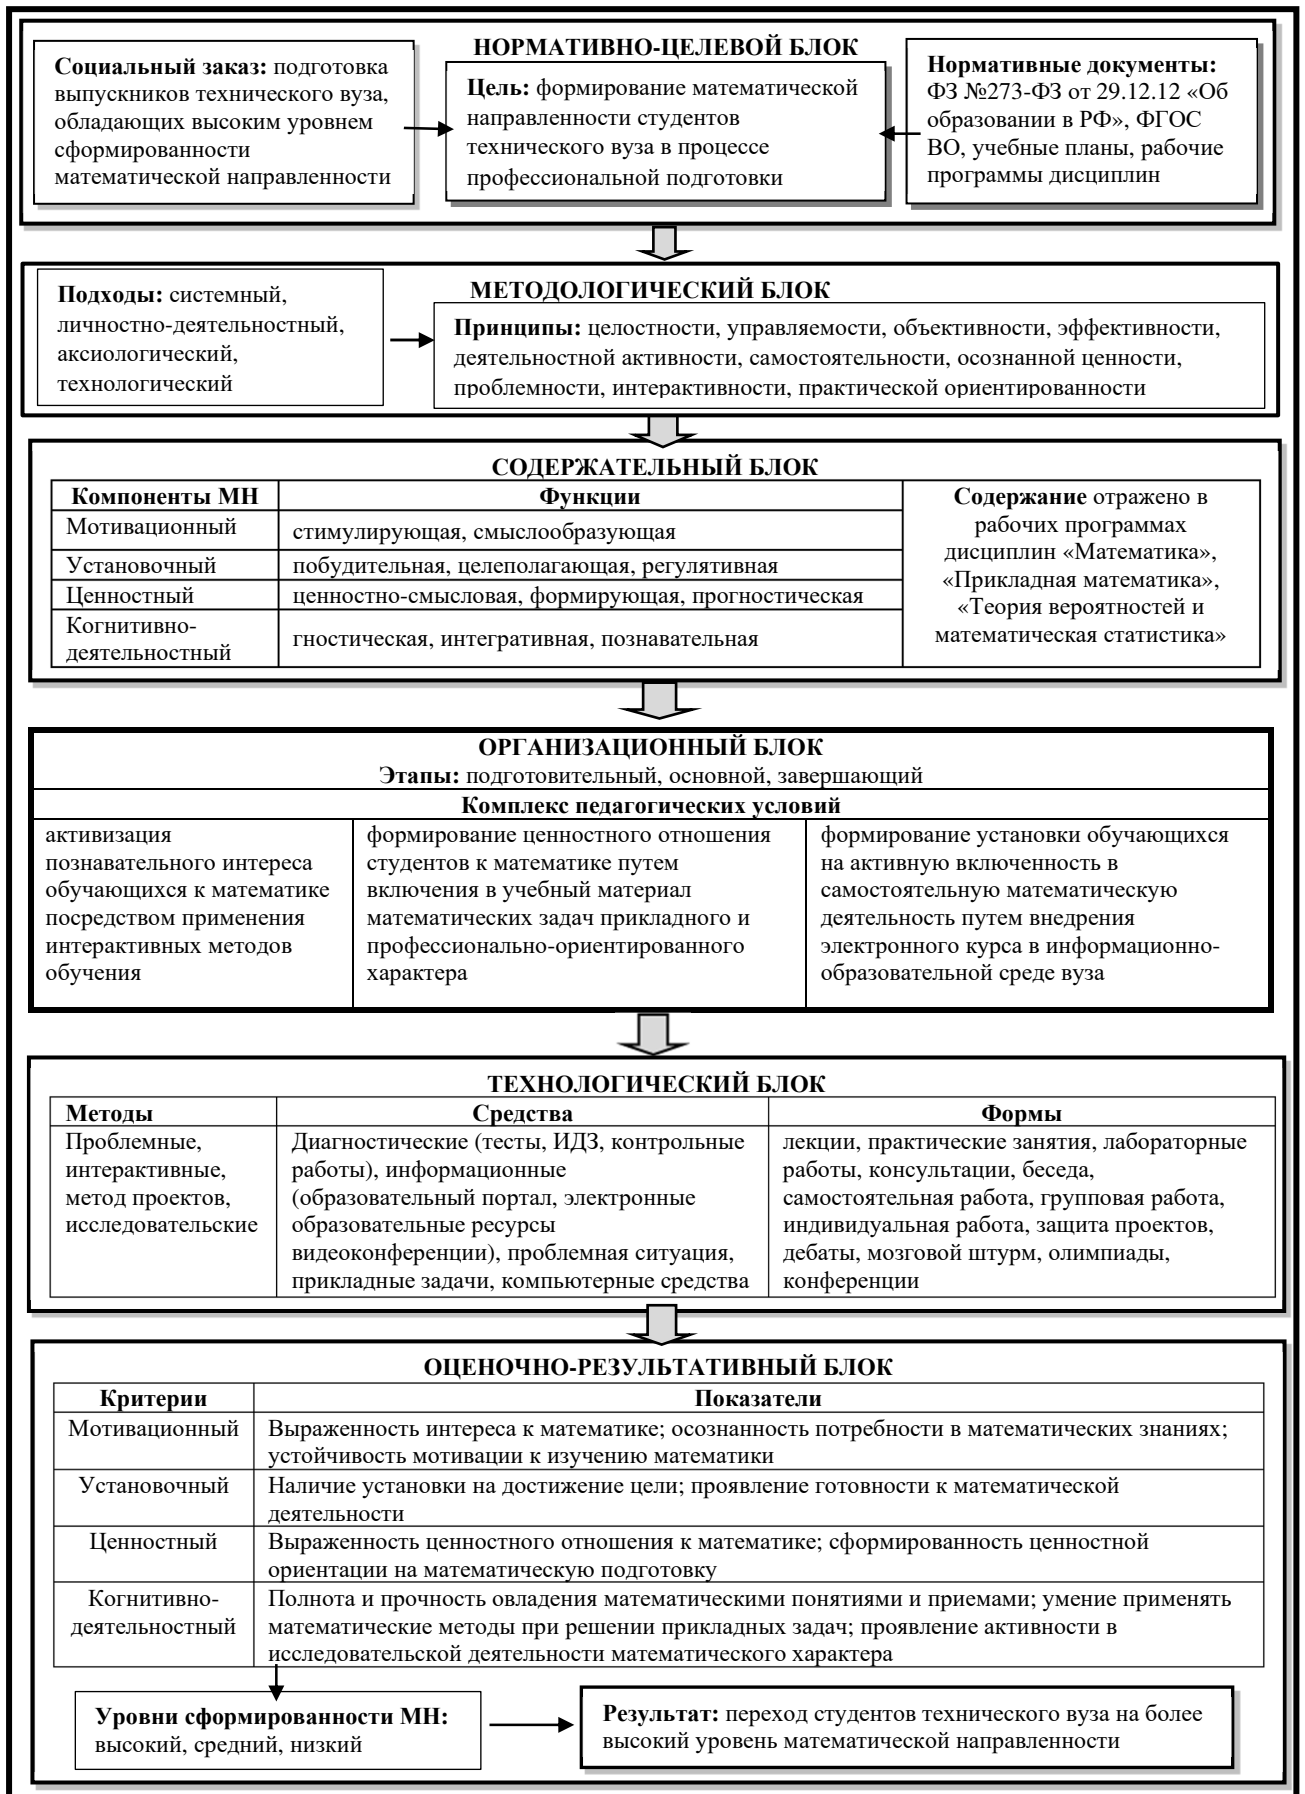 НОРМАТИВНО-ЦЕЛЕВОЙ БЛОК
Социальный заказ: подготовка
выпускников технического вуза,
обладающих высоким уровнем
сформированности
математической направленности
Цель: формирование математической
направленности студентов
технического вуза в процессе
профессиональной подготовки
Нормативные документы:
ФЗ №273-ФЗ от 29.12.12 «Об
образовании в РФ», ФГОС
ВО, учебные планы, рабочие
программы дисциплин
МЕТОДОЛОГИЧЕСКИЙ БЛОК
Подходы: системный,
личностно-деятельностный,
аксиологический,
технологический
Принципы: целостности, управляемости, объективности, эффективности,
деятельностной активности, самостоятельности, осознанной ценности,
проблемности, интерактивности, практической ориентированности
СОДЕРЖАТЕЛЬНЫЙ БЛОК
Компоненты МН
Функции
Мотивационный
стимулирующая, смыслообразующая
Установочный
побудительная, целеполагающая, регулятивная
Ценностный
ценностно-смысловая, формирующая, прогностическая
Когнитивно-
деятельностный
гностическая, интегративная, познавательная
Содержание отражено в
рабочих программах
дисциплин «Математика»,
«Прикладная математика»,
«Теория вероятностей и
математическая статистика»
ОРГАНИЗАЦИОННЫЙ БЛОК
Этапы: подготовительный, основной, завершающий
Комплекс педагогических условий
активизация
познавательного интереса
обучающихся к математике
посредством применения
интерактивных методов
обучения
формирование ценностного отношения
студентов к математике путем
включения в учебный материал
математических задач прикладного и
профессионально-ориентированного
характера
формирование установки обучающихся
на активную включенность в
самостоятельную математическую
деятельность путем внедрения
электронного курса в информационно-
образовательной среде вуза
ТЕХНОЛОГИЧЕСКИЙ БЛОК
Методы
Средства
Формы
Проблемные,
интерактивные,
метод проектов,
исследовательские
Диагностические (тесты, ИДЗ, контрольные
работы), информационные
(образовательный портал, электронные
образовательные ресурсы
видеоконференции), проблемная ситуация,
прикладные задачи, компьютерные средства
лекции, практические занятия, лабораторные
работы, консультации, беседа,
самостоятельная работа, групповая работа,
индивидуальная работа, защита проектов,
дебаты, мозговой штурм, олимпиады,
конференции
ОЦЕНОЧНО-РЕЗУЛЬТАТИВНЫЙ БЛОК
Критерии
Показатели
Мотивационный
Выраженность интереса к математике; осознанность потребности в математических знаниях;
устойчивость мотивации к изучению математики
Установочный
Наличие установки на достижение цели; проявление готовности к математической
деятельности
Ценностный
Выраженность ценностного отношения к математике; сформированность ценностной
ориентации на математическую подготовку
Когнитивно-
деятельностный
Полнота и прочность овладения математическими понятиями и приемами; умение применять
математические методы при решении прикладных задач; проявление активности в
исследовательской деятельности математического характера
Уровни сформированности МН:
высокий, средний, низкий
Результат: переход студентов технического вуза на более
высокий уровень математической направленности